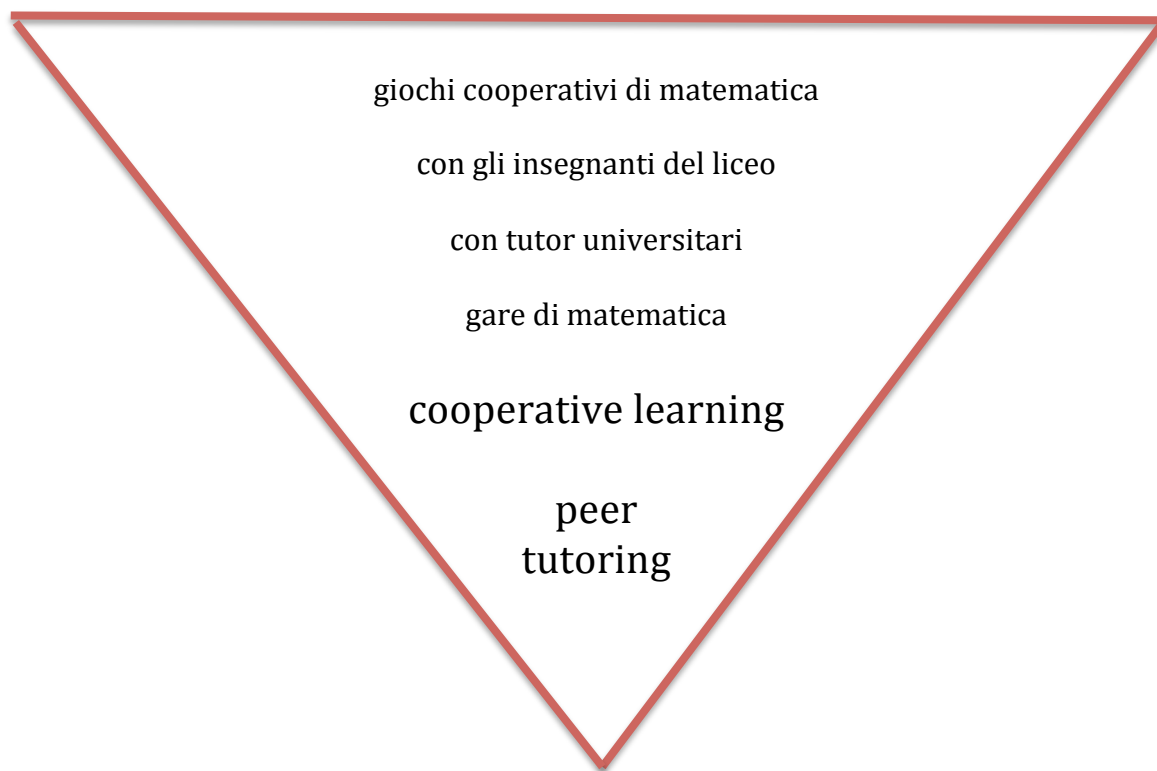 giochi cooperativi di matematica
con gli insegnanti del liceo
con tutor universitari
gare di matematica
cooperative learning
peer
tutoring